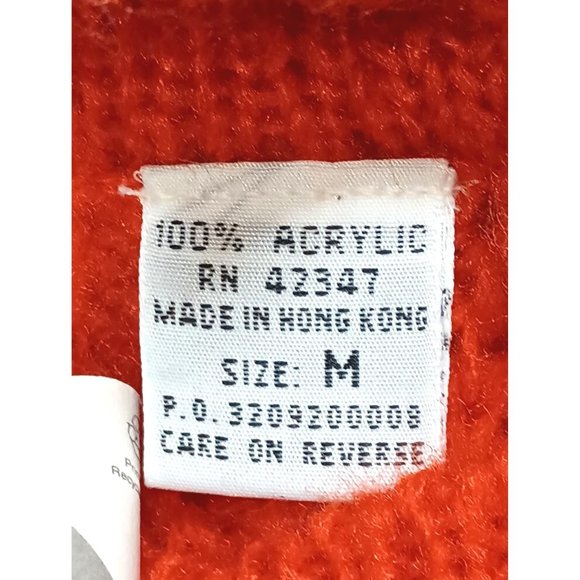 100% ACRYLIC
RN 42347
MADE IN HONG KONG
SIZE: M
P.O. 3209200008
CARE ON REVERSE